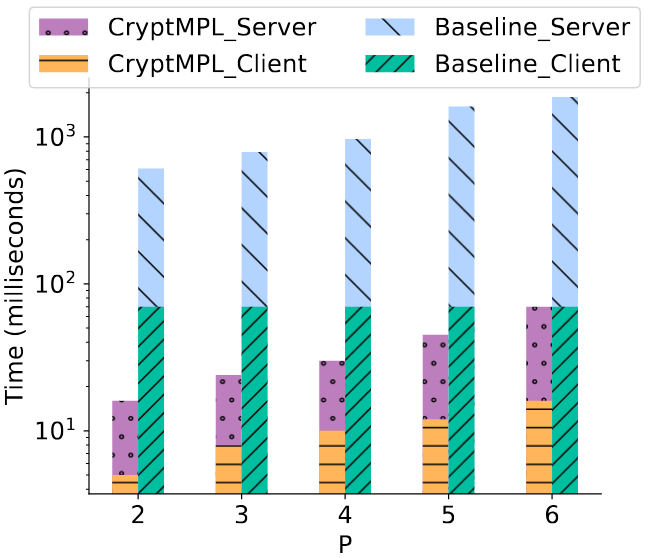 CryptMPL_Server Baseline_Server
CryptMPL_Client Baseline_Client
Time (milliseconds)
10³
10²
10¹
2 3 4 5 6
P